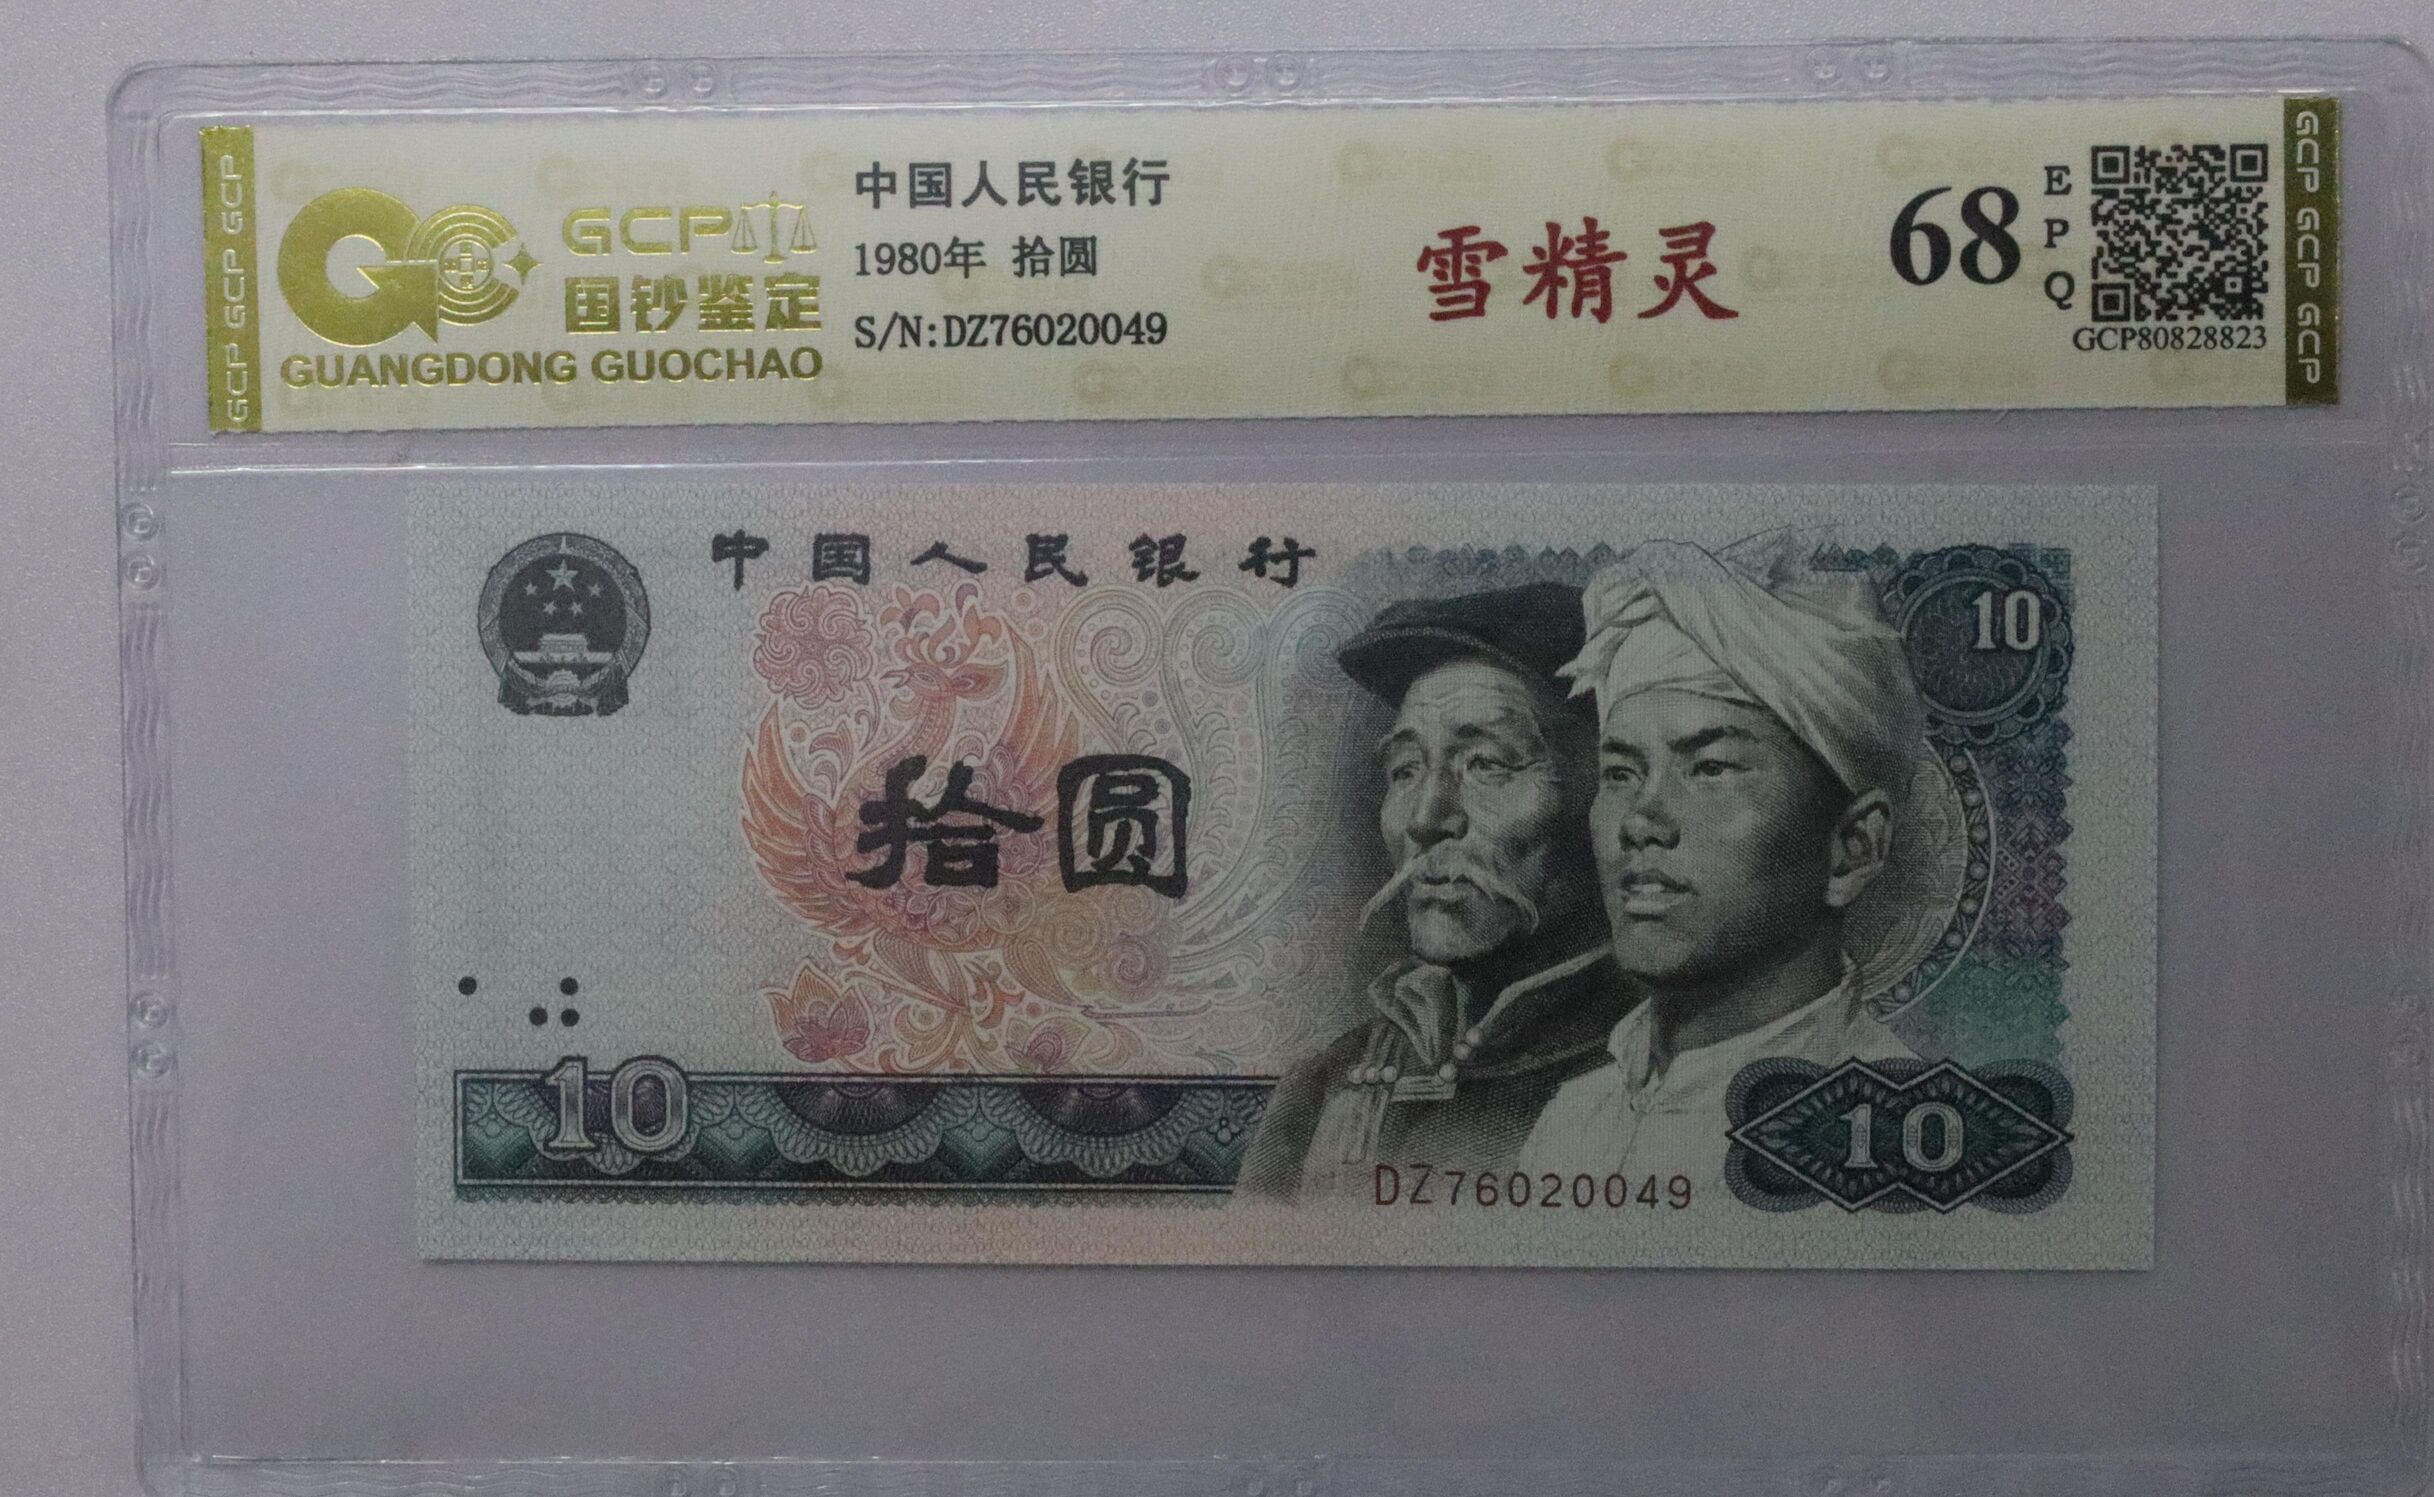 GCP GCP GCP
GCP
国钞鉴定
GUANGDONG GUOCHAO
中国人民银行
1980年 拾圆
S/N:DZ76020049
雪精灵
68
E
P
Q
GCP80828823
GCP GCP GCP
中国人民银行
10
拾圆
10
10
DZ76020049